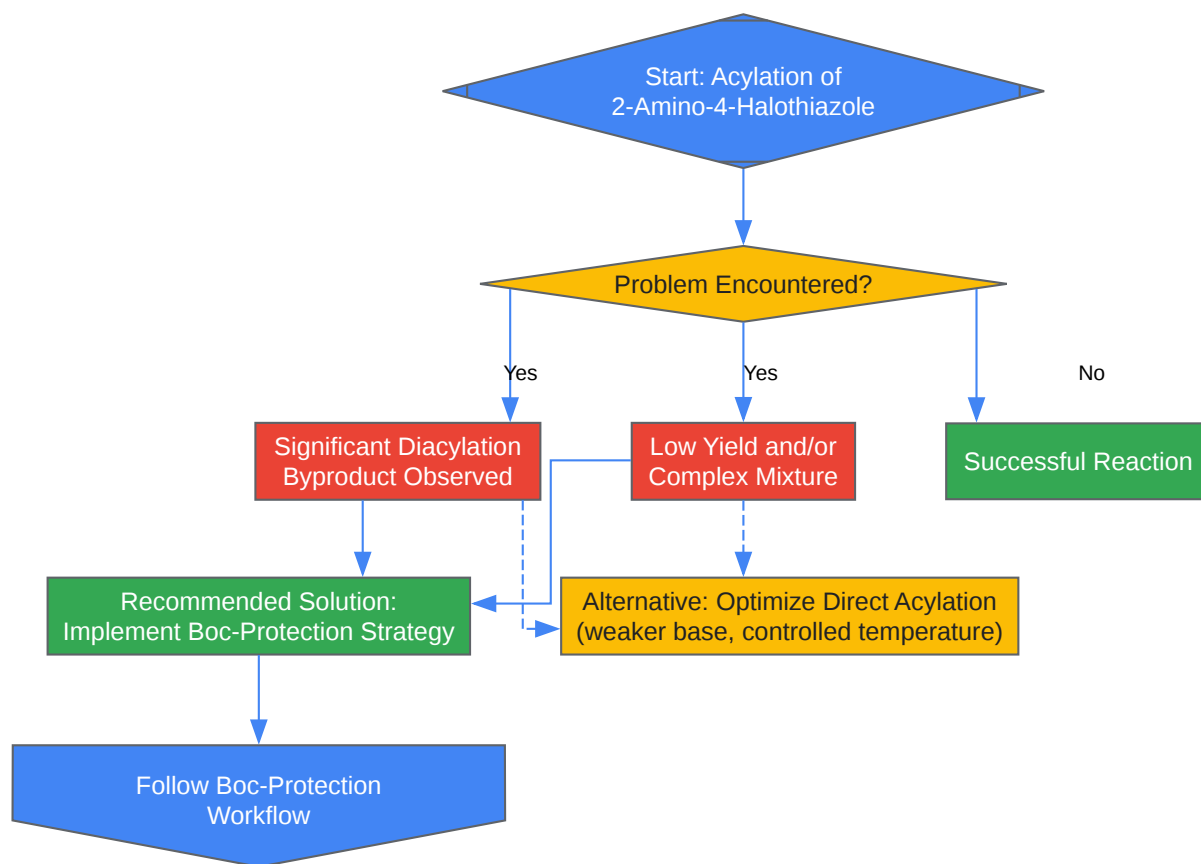 Start: Acylation of
2-Amino-4-Halothiazole
Problem Encountered?
Yes
Yes
No
Significant Diacylation
Byproduct Observed
Low Yield and/or
Complex Mixture
Successful Reaction
Recommended Solution:
Implement Boc-Protection Strategy
Alternative: Optimize Direct Acylation
(weaker base, controlled temperature)
Follow Boc-Protection
Workflow